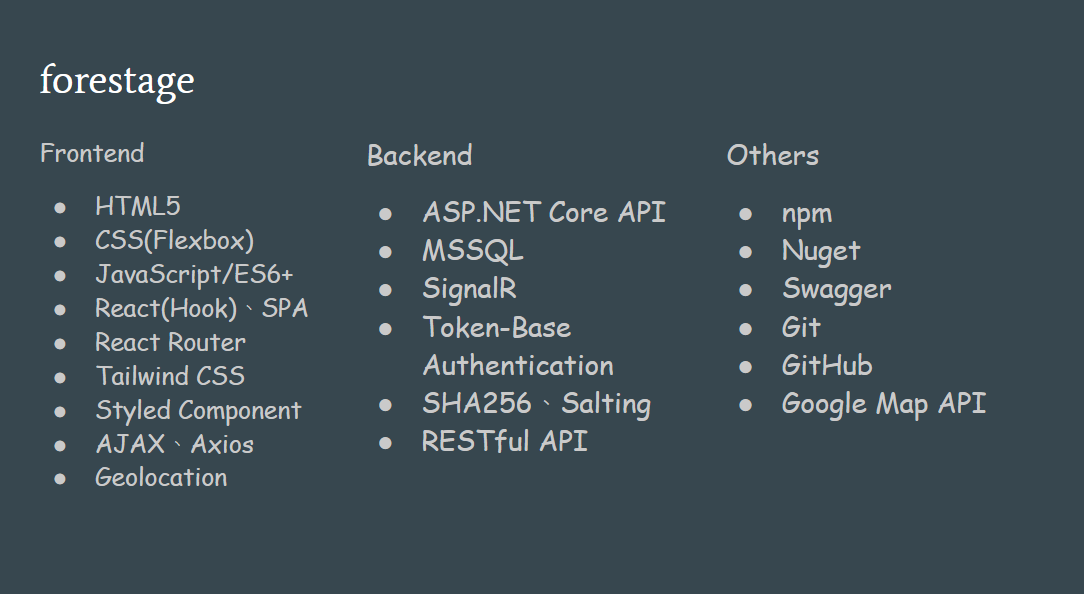 forestage
Frontend
● HTML5
● CSS(Flexbox)
● JavaScript/ES6+
● React(Hook)、SPA
● React Router
● Tailwind CSS
● Styled Component
● AJAX、Axios
● Geolocation
Backend
● ASP.NET Core API
● MSSQL
● SignalR
● Token-Base
Authentication
● SHA256、Salting
● RESTful API
Others
● npm
● Nuget
● Swagger
● Git
● GitHub
● Google Map API